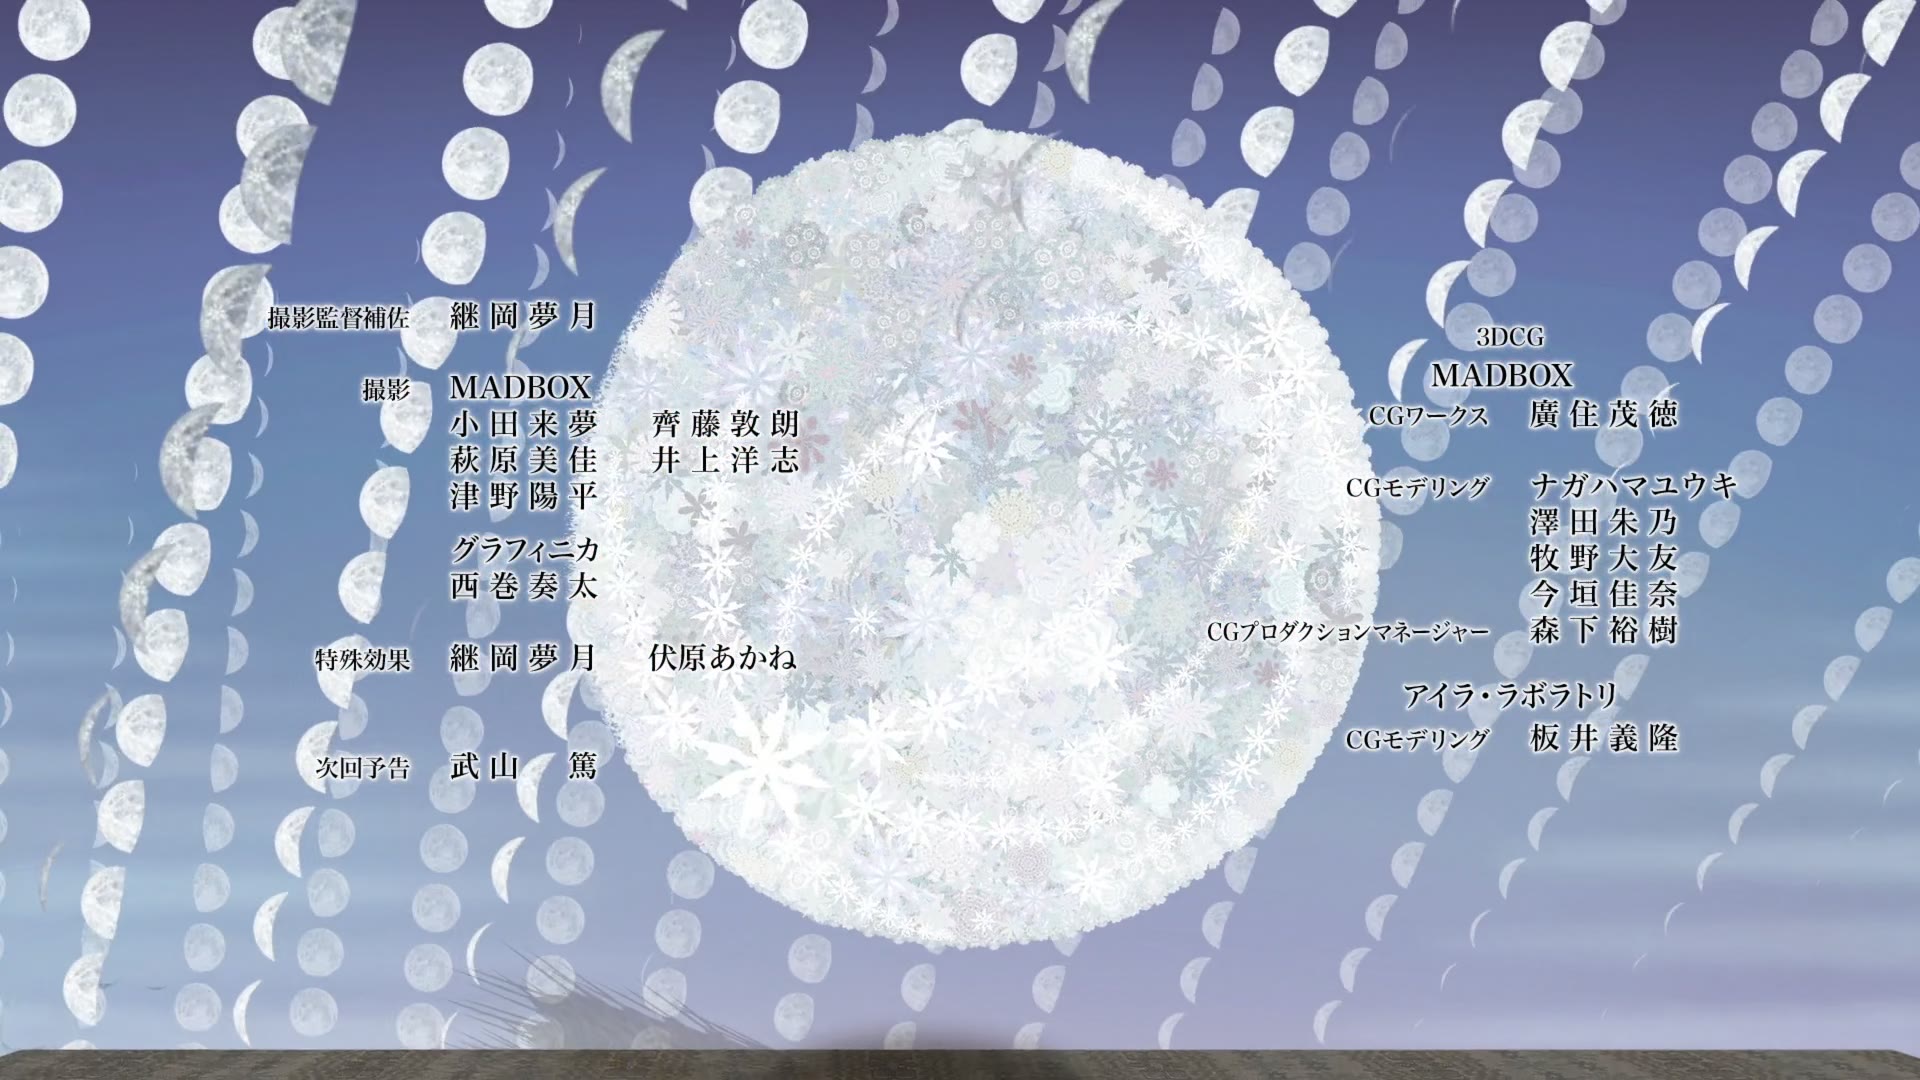 撮影監督補佐 継岡夢月
撮影 MADBOX
小田来夢 齊藤敦朗
萩原美佳 井上洋志
津野陽平
グラフィニカ
西巻奏太
特殊効果 継岡夢月 伏原あかね
次回予告 武山 篤
3DCG
MADBOX
CGワークス 廣住茂徳
CGモデリング ナガハマユウキ
澤田朱乃
牧野大友
今垣佳奈
CGプロダクションマネージャー 森下裕樹
アイラ・ラボラトリ
CGモデリング 板井義隆